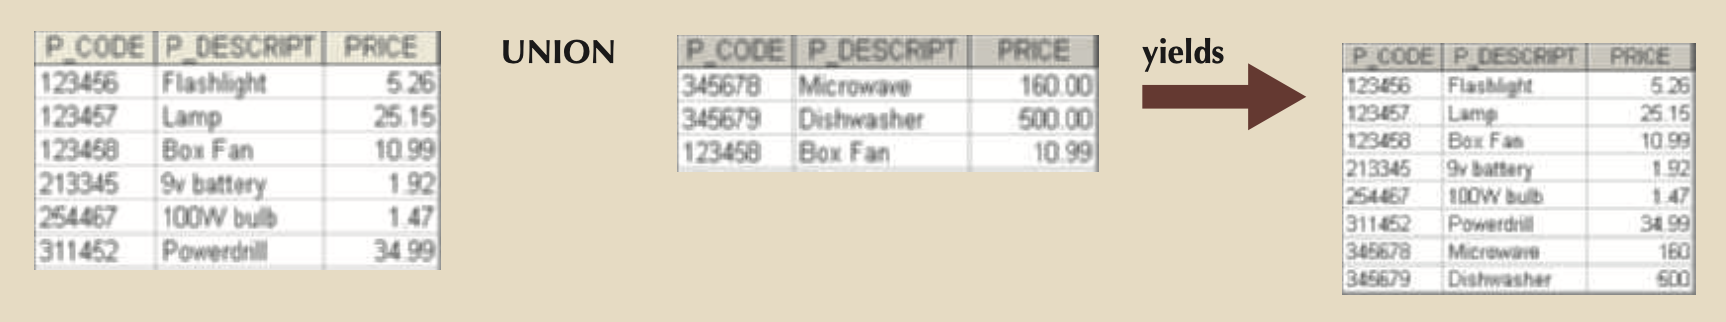 P_CODE P_DESCRIPT PRICE
123456 Flashlight 5.26
123457 Lamp 25.15
123458 Box Fan 10.99
213345 9v battery 1.92
254467 100W bulb 1.47
311452 Powerdrill 34.99
UNION
P_CODE P_DESCRIPT PRICE
345678 Microwave 160.00
345679 Dishwasher 500.00
123458 Box Fan 10.99
yields
P_CODE P_DESCRIPT PRICE
123456 Flashlight 5.26
123457 Lamp 25.15
123458 Box Fan 10.99
213345 9v battery 1.92
254467 100W bulb 1.47
311452 Powerdrill 34.99
345678 Microwave 160
345679 Dishwasher 500